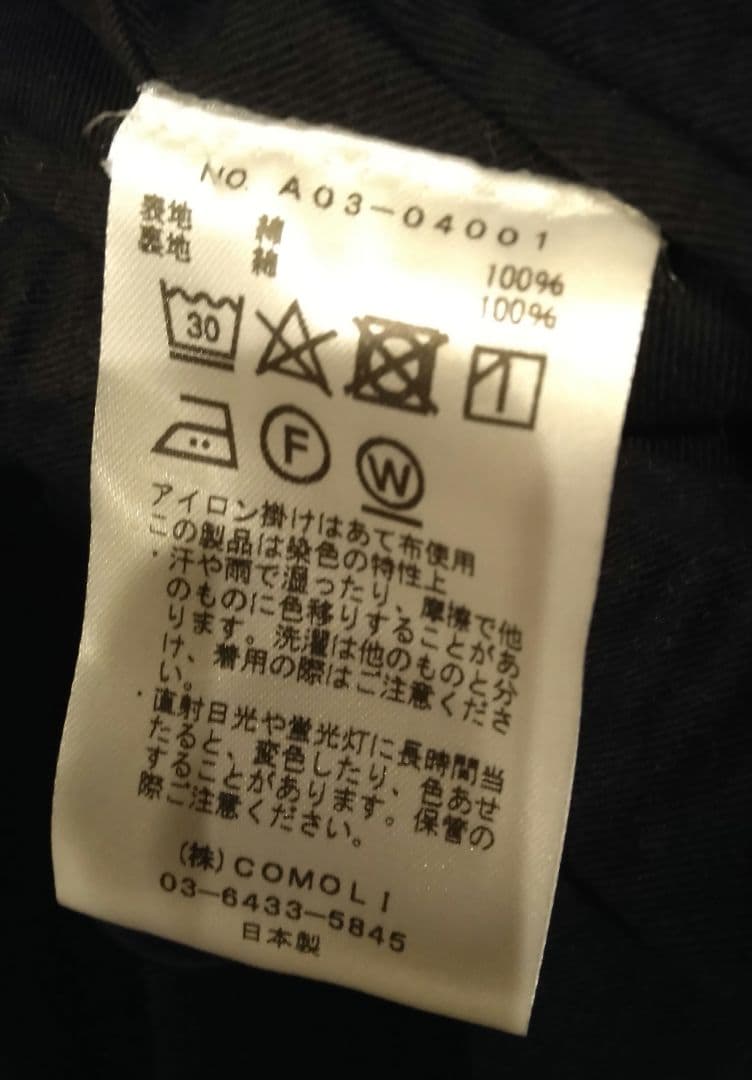 NO. A03-04001
表地 綿 100%
裏地 綿 100%
30
F W
アイロン掛けはあて布使用
この製品は染色の特性上
・汗や雨で湿ったり、摩擦で他
のものに色移りすることがあ
ります。洗濯は他のものと分
け、着用の際はご注意くださ
い。
・直射日光や蛍光灯に長時間当
たると、変色したり、色あせ
することがあります。保管の
際ご注意ください。
(株)COMOLI
03-6433-5845
日本製